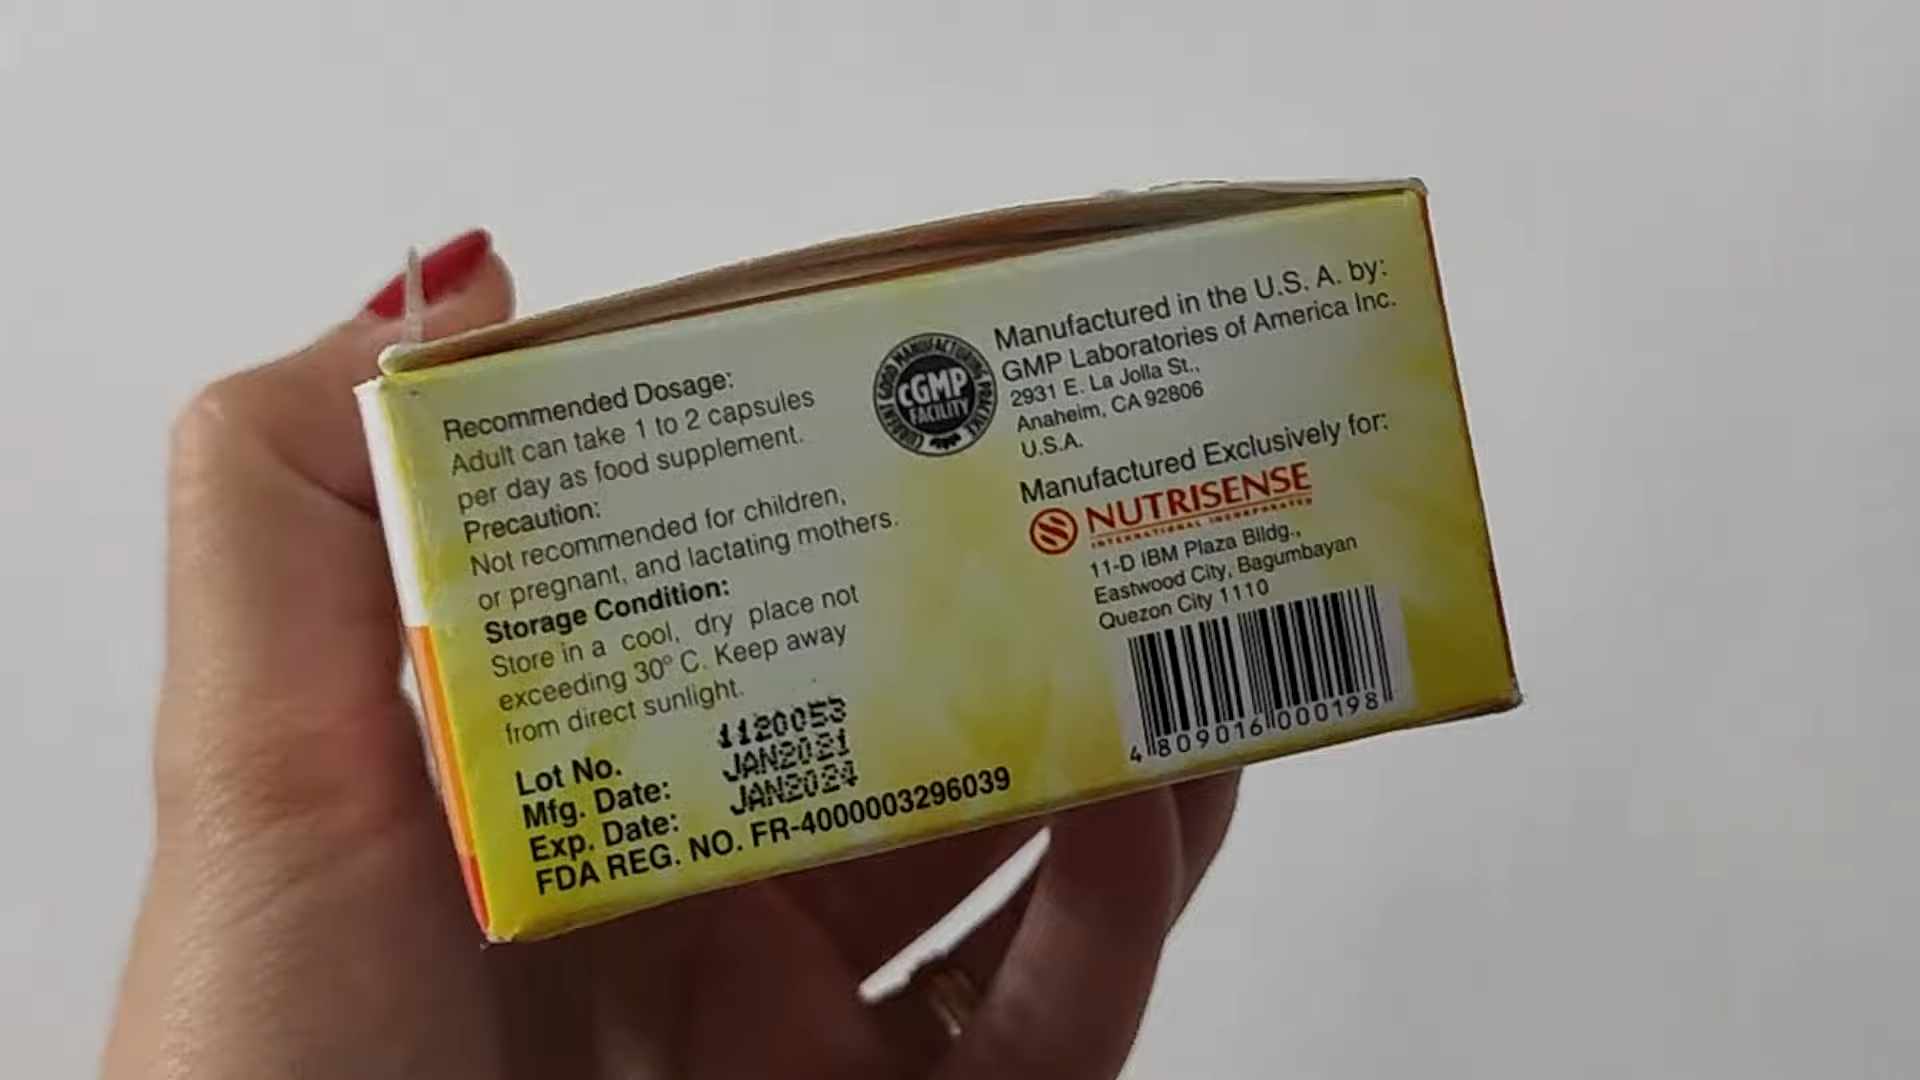 Recommended Dosage:
Adult can take 1 to 2 capsules
per day as food supplement.
Precaution:
Not recommended for children,
or pregnant, and lactating mothers.
Storage Condition:
Store in a cool, dry place not
exceeding 30° C. Keep away
from direct sunlight.
Lot No. 1120053
Mfg. Date: JAN2021
Exp. Date: JAN2024
FDA REG. NO. FR-4000003296039
CURRENT GOOD MANUFACTURING PRACTICE
cGMP
FACILITY
Manufactured in the U.S. A. by:
GMP Laboratories of America Inc.
2931 E. La Jolla St.,
Anaheim, CA 92806
U.S.A.
Manufactured Exclusively for:
NUTRISENSE
INTERNATIONAL INCORPORATED
11-D IBM Plaza Bldg.,
Eastwood City, Bagumbayan
Quezon City 1110
4 809016 000198